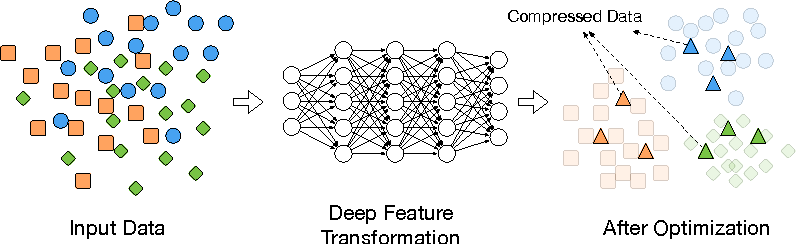 Compressed Data
Input Data
Deep Feature
Transformation
After Optimization